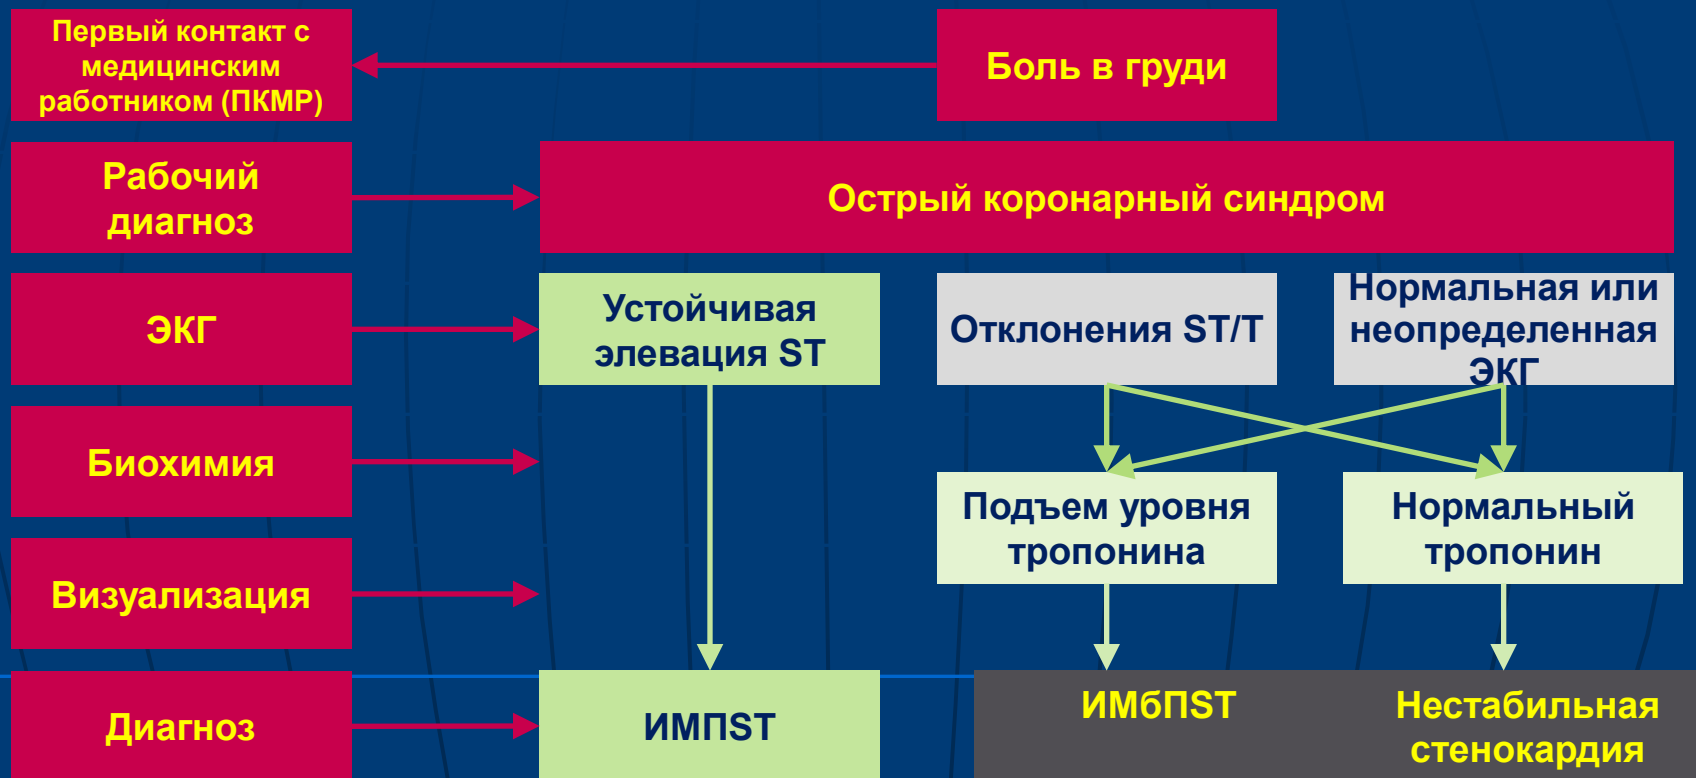 Первый контакт с
медицинским
работником (ПКМР)
Боль в груди
Рабочий
диагноз
Острый коронарный синдром
ЭКГ
Устойчивая
элевация ST
Отклонения ST/T
Нормальная или
неопределенная
ЭКГ
Биохимия
Подъем уровня
тропонина
Нормальный
тропонин
Визуализация
Диагноз
ИМПST
ИМбПST
Нестабильная
стенокардия